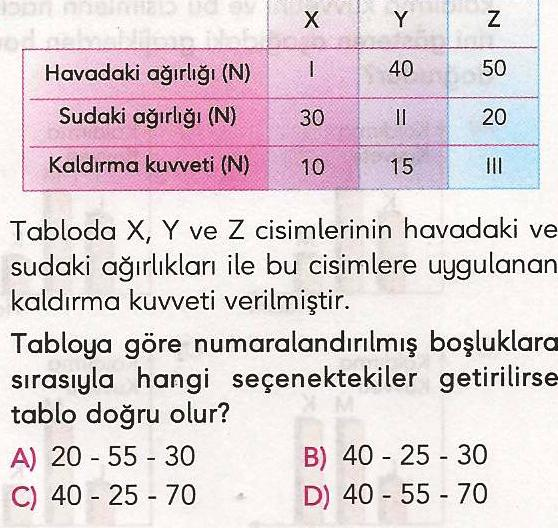 X Y Z
Havadaki ağırlığı (N) I 40 50
Sudaki ağırlığı (N) 30 II 20
Kaldırma kuvveti (N) 10 15 III
Tabloda X, Y ve Z cisimlerinin havadaki ve
sudaki ağırlıkları ile bu cisimlere uygulanan
kaldırma kuvveti verilmiştir.
Tabloya göre numaralandırılmış boşluklara
sırasıyla hangi seçenektekiler getirilirse
tablo doğru olur?
A) 20 - 55 - 30 B) 40 - 25 - 30
C) 40 - 25 - 70 D) 40 - 55 - 70